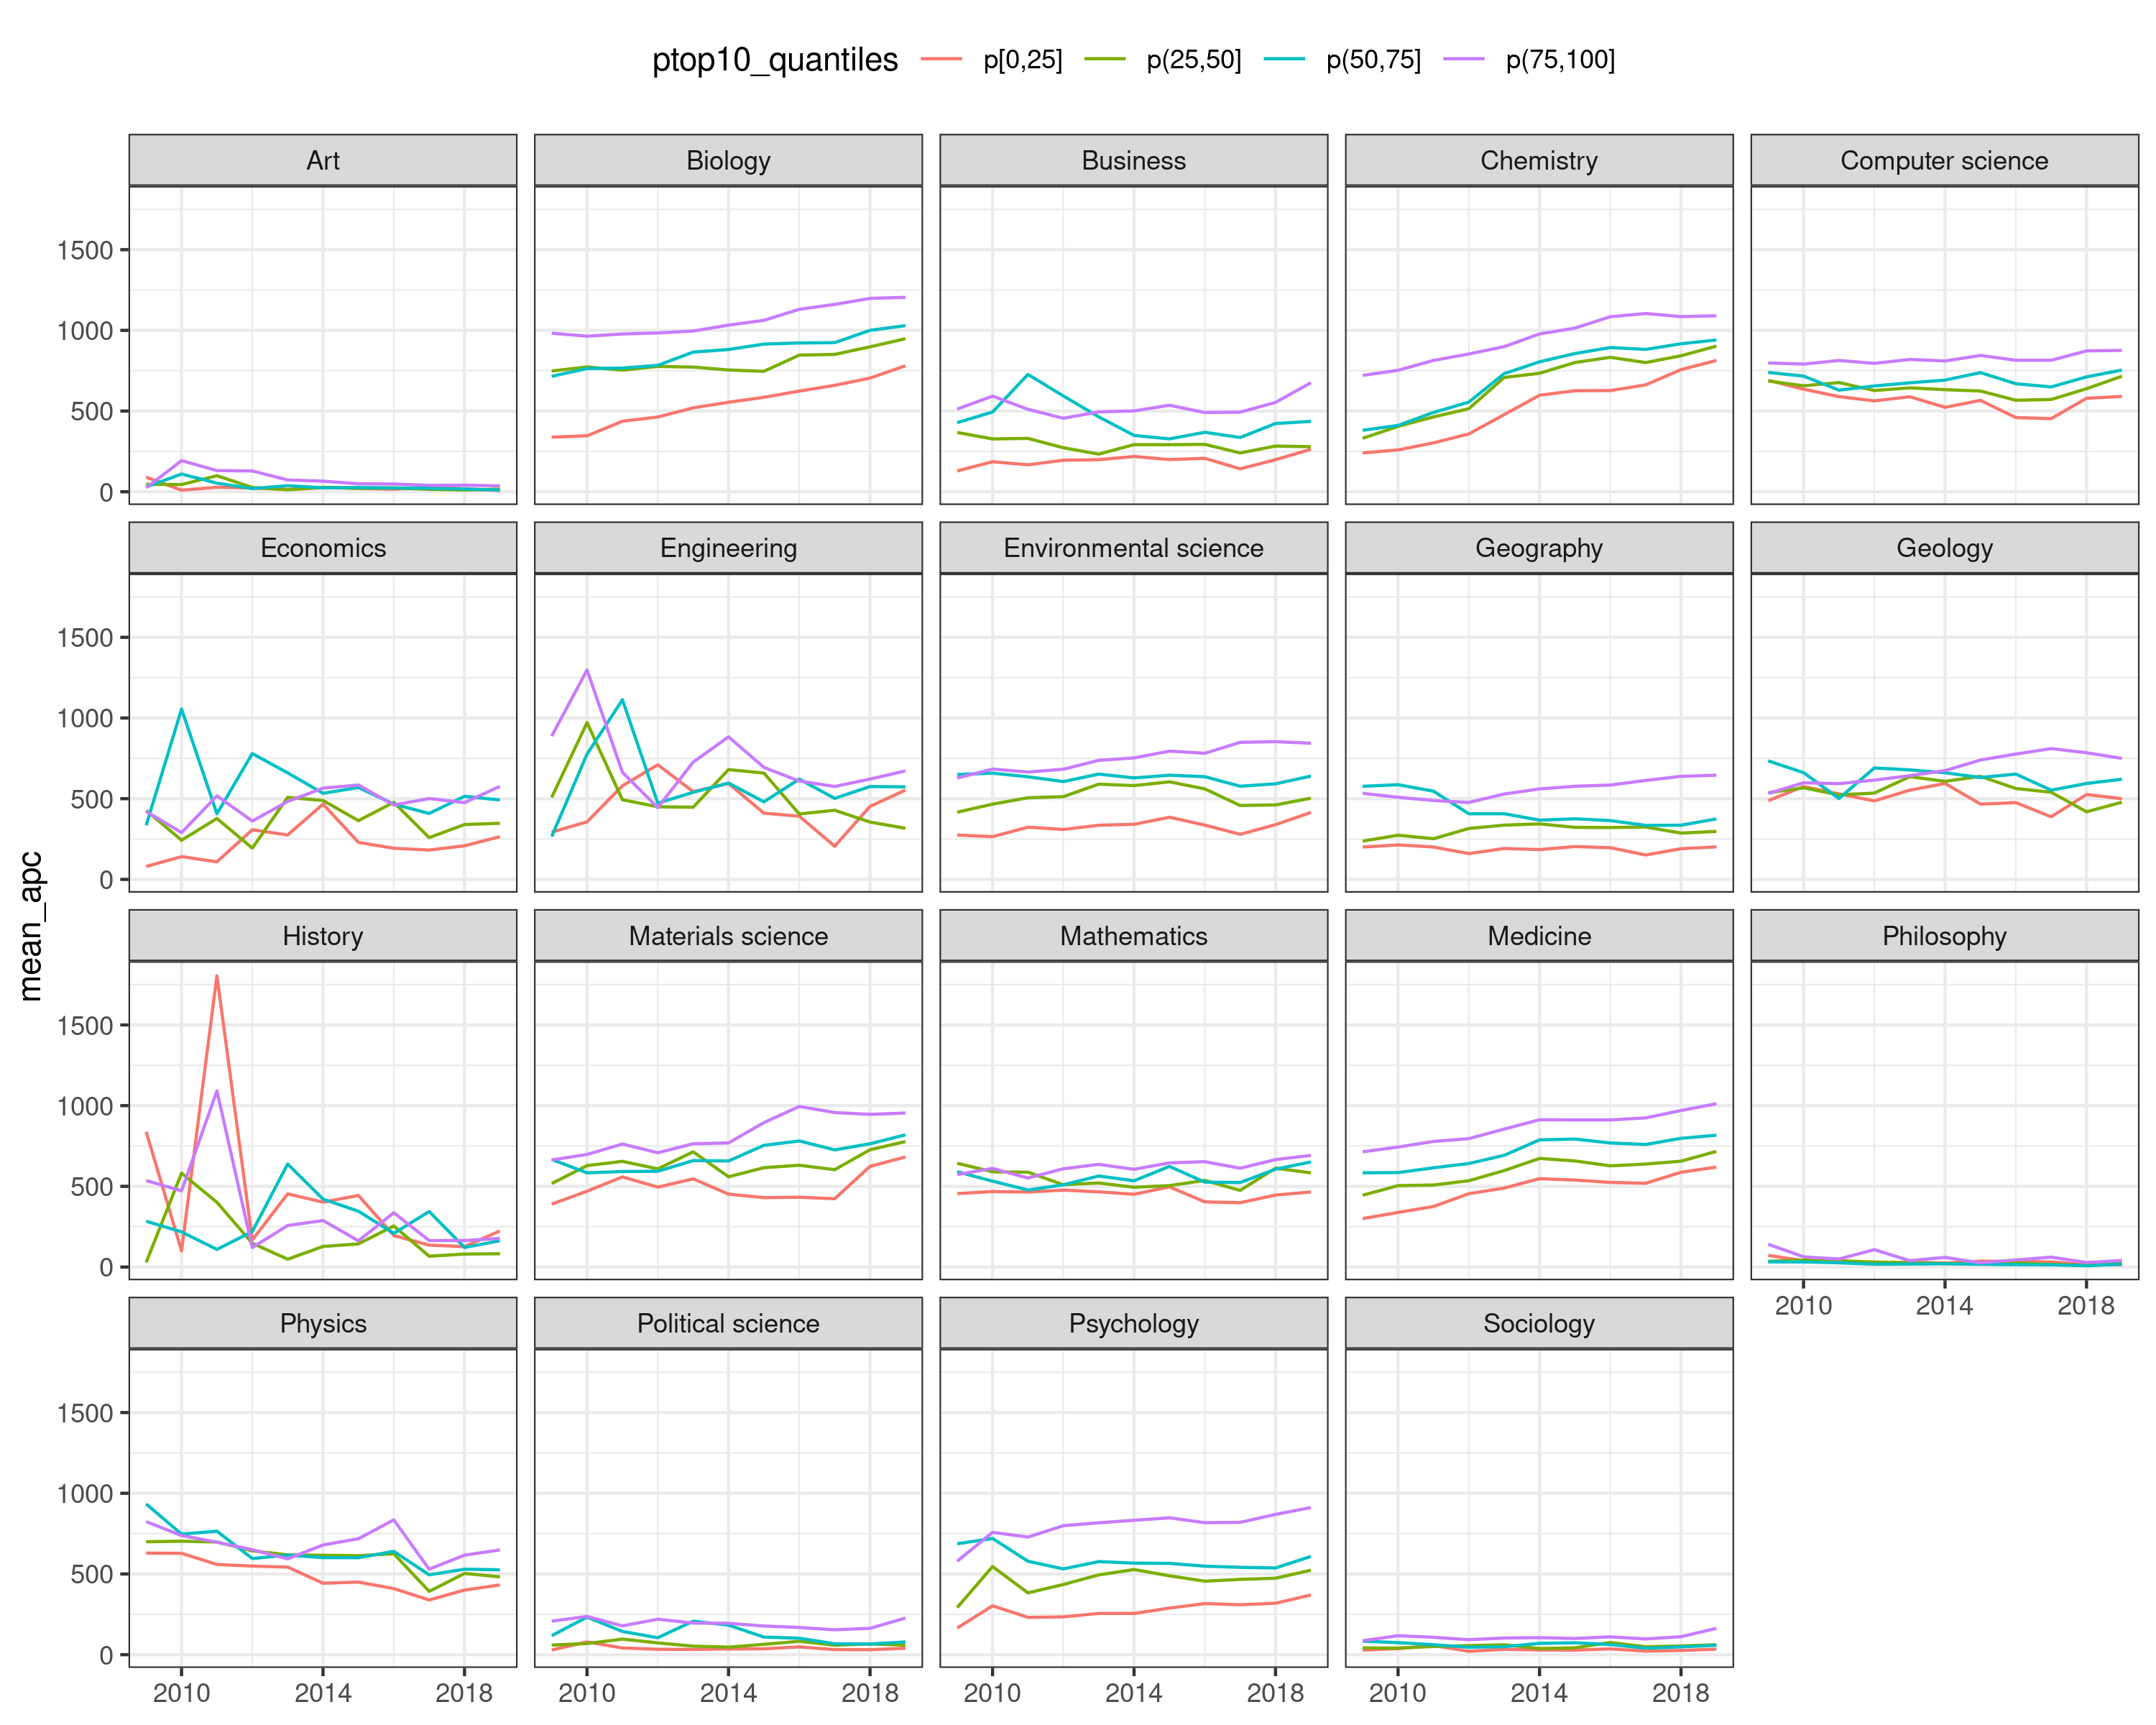 ptop10_quantiles p[0,25] p(25,50] p(50,75] p(75,100]
Art Biology Business Chemistry Computer science
1500
1000
500
0
Economics Engineering Environmental science Geography Geology
1500
1000
500
0
mean_apc
History Materials science Mathematics Medicine Philosophy
1500
1000
500
0
2010 2014 2018
Physics Political science Psychology Sociology
1500
1000
500
0
2010 2014 2018 2010 2014 2018 2010 2014 2018 2010 2014 2018